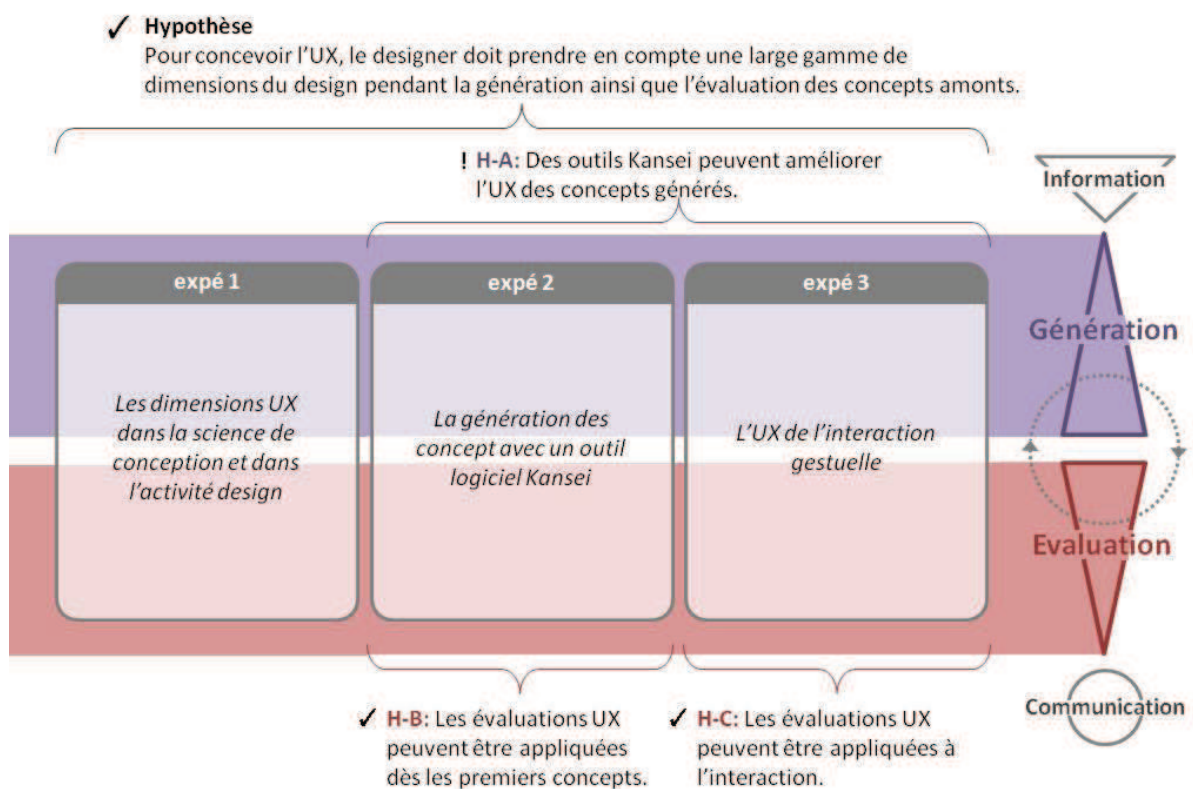 ✓ Hypothèse
Pour concevoir l'UX, le designer doit prendre en compte une large gamme de
dimensions du design pendant la génération ainsi que l'évaluation des concepts amonts.
! H-A: Des outils Kansei peuvent améliorer
l'UX des concepts générés.
Information
expé 1
expé 2
expé 3
Génération
Les dimensions UX
dans la science de
conception et dans
l'activité design
La génération des
concept avec un outil
logiciel Kansei
L'UX de l'interaction
gestuelle
Evaluation
✓ H-B: Les évaluations UX
peuvent être appliquées
dès les premiers concepts.
✓ H-C: Les évaluations UX
peuvent être appliquées à
l'interaction.
Communication